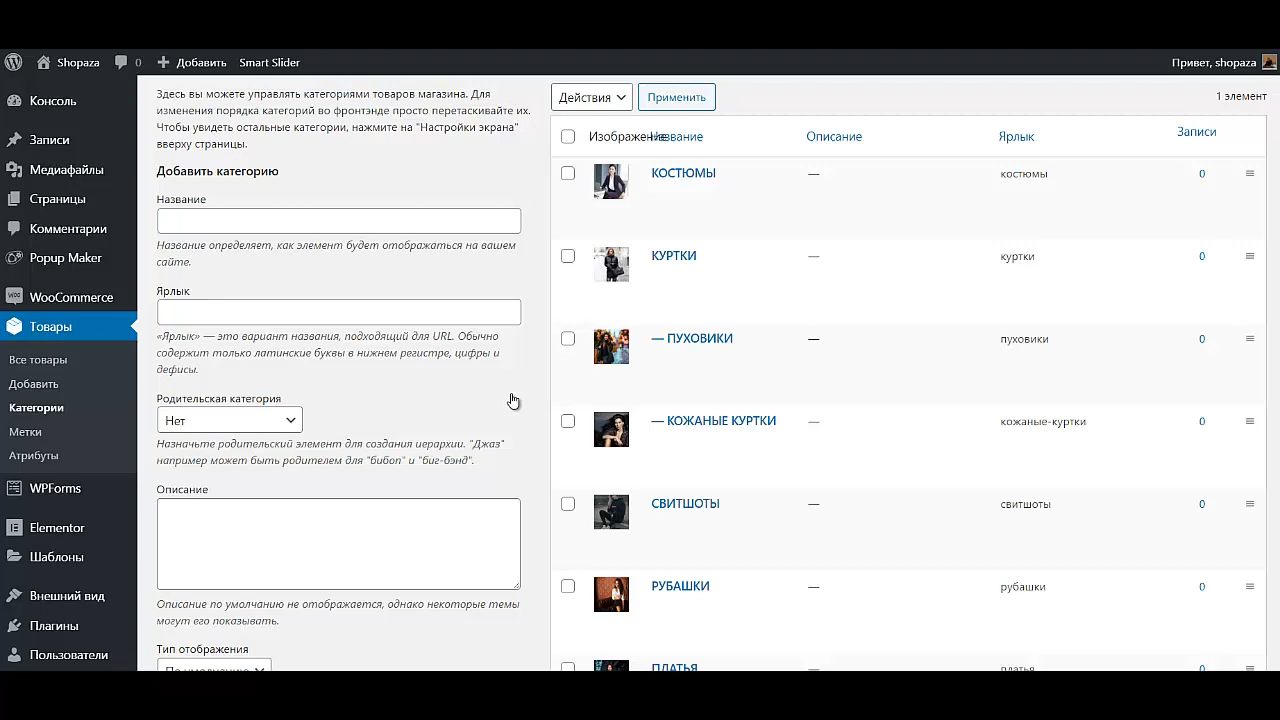 Shopaza 0 Добавить Smart Slider Привет, shopaza
Консоль
Записи
Медиафайлы
Страницы
Комментарии
Popup Maker
WooCommerce
Товары
Все товары
Добавить
Категории
Метки
Атрибуты
WPForms
Elementor
Шаблоны
Внешний вид
Плагины
Пользователи
Здесь вы можете управлять категориями товаров магазина. Для
изменения порядка категорий во фронтэнде просто перетаскивайте их.
Чтобы увидеть остальные категории, нажмите на "Настройки экрана"
вверху страницы.
Добавить категорию
Название
Название определяет, как элемент будет отображаться на вашем
сайте.
Ярлык
«Ярлык» — это вариант названия, подходящий для URL. Обычно
содержит только латинские буквы в нижнем регистре, цифры и
дефисы.
Родительская категория
Нет
Назначьте родительский элемент для создания иерархии. "Джаз"
например может быть родителем для "бибоп" и "биг-бэнд".
Описание
Описание по умолчанию не отображается, однако некоторые темы
могут его показывать.
Тип отображения
По умолчанию
Действия Применить 1 элемент
Изображение Название Описание Ярлык Записи
КОСТЮМЫ — костюмы 0
КУРТКИ — куртки 0
— ПУХОВИКИ — пуховики 0
— КОЖАНЫЕ КУРТКИ — кожаные-куртки 0
СВИТШОТЫ — свитшоты 0
РУБАШКИ — рубашки 0
ПЛАТЬЯ — платья 0